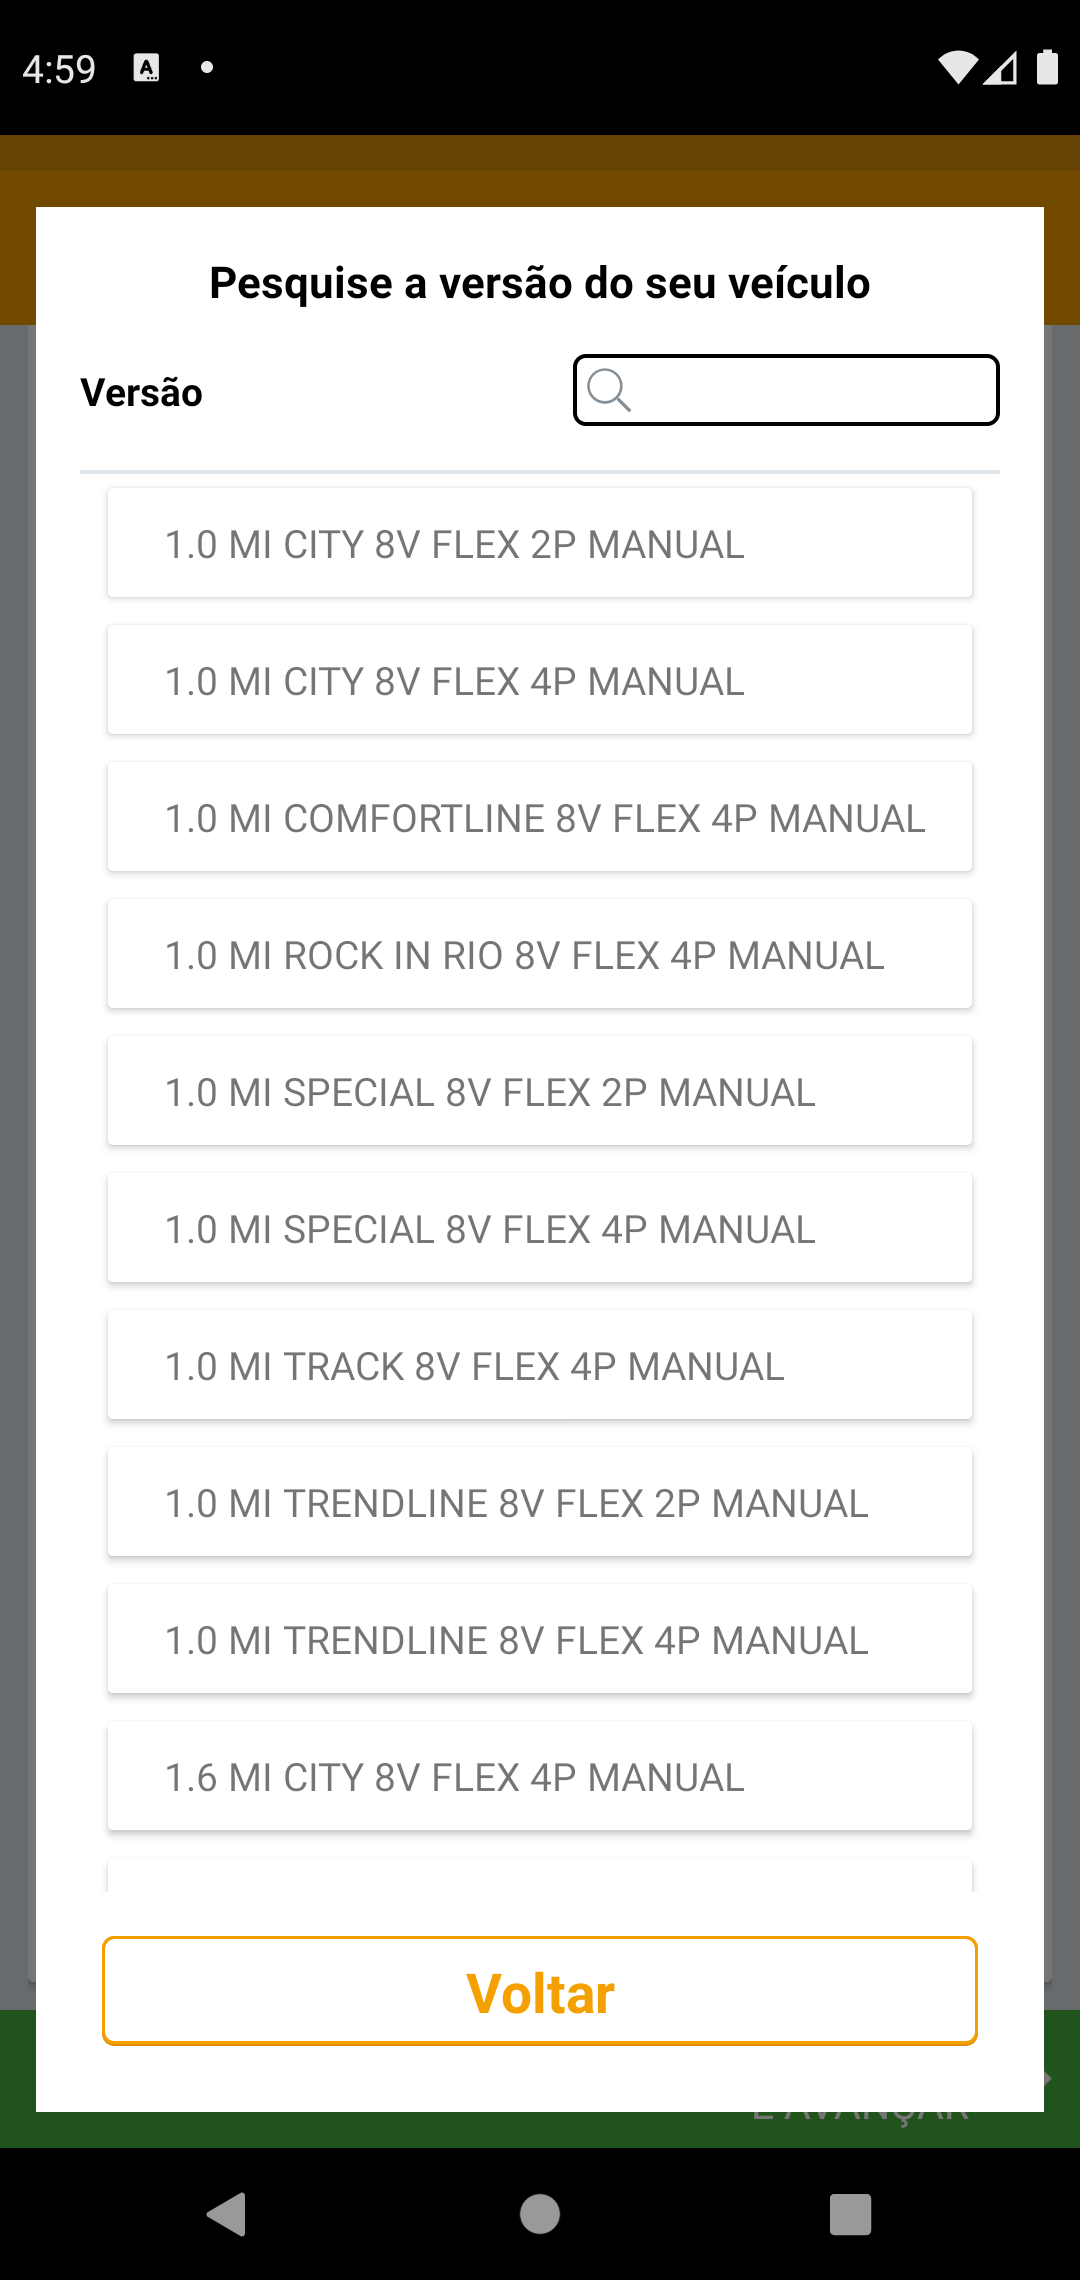 4:59
Pesquise a versão do seu veículo
Versão
1.0 MI CITY 8V FLEX 2P MANUAL
1.0 MI CITY 8V FLEX 4P MANUAL
1.0 MI COMFORTLINE 8V FLEX 4P MANUAL
1.0 MI ROCK IN RIO 8V FLEX 4P MANUAL
1.0 MI SPECIAL 8V FLEX 2P MANUAL
1.0 MI SPECIAL 8V FLEX 4P MANUAL
1.0 MI TRACK 8V FLEX 4P MANUAL
1.0 MI TRENDLINE 8V FLEX 2P MANUAL
1.0 MI TRENDLINE 8V FLEX 4P MANUAL
1.6 MI CITY 8V FLEX 4P MANUAL
Voltar
E AVANÇAR